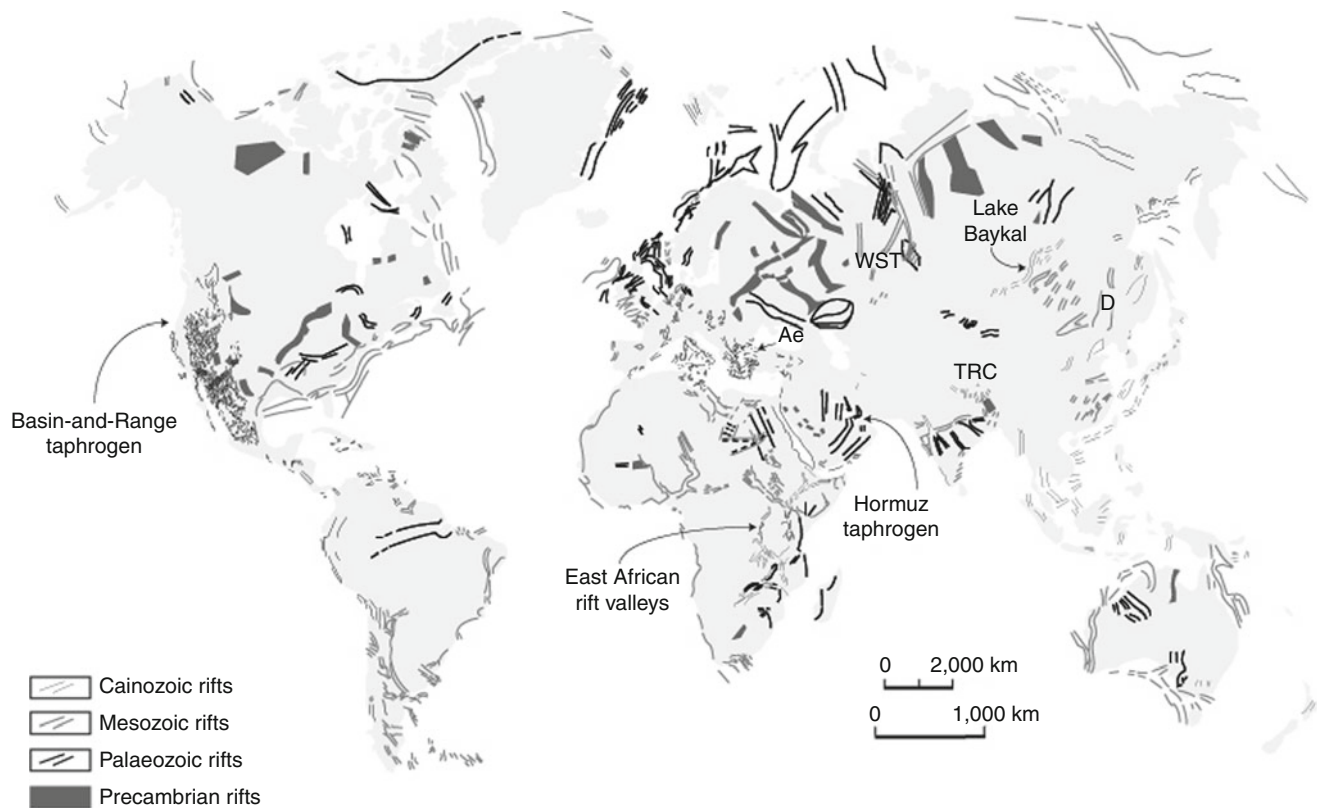 Lake
Baykal
WST
D
Ae
TRC
Basin-and-Range
taphrogen
Hormuz
taphrogen
East African
rift valleys
0 2,000 km
0 1,000 km
Cainozoic rifts
Mesozoic rifts
Palaeozoic rifts
Precambrian rifts